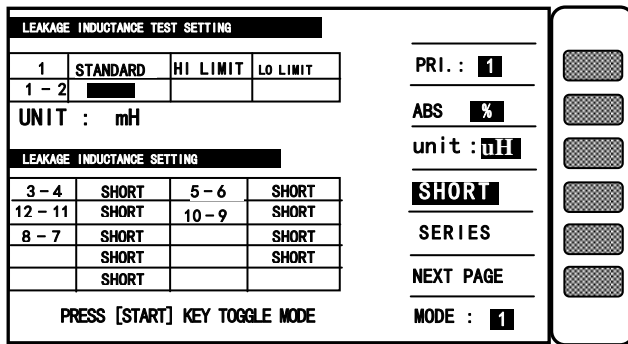 LEAKAGE INDUCTANCE TEST SETTING
1 STANDARD HI LIMIT LO LIMIT
1 - 2
UNIT : mH
LEAKAGE INDUCTANCE SETTING
3 - 4 SHORT 5 - 6 SHORT
12 - 11 SHORT 10 - 9 SHORT
8 - 7 SHORT SHORT
SHORT SHORT
SHORT
PRESS [START] KEY TOGGLE MODE
PRI. : 1
ABS %
unit : uH
SHORT
SERIES
NEXT PAGE
MODE : 1